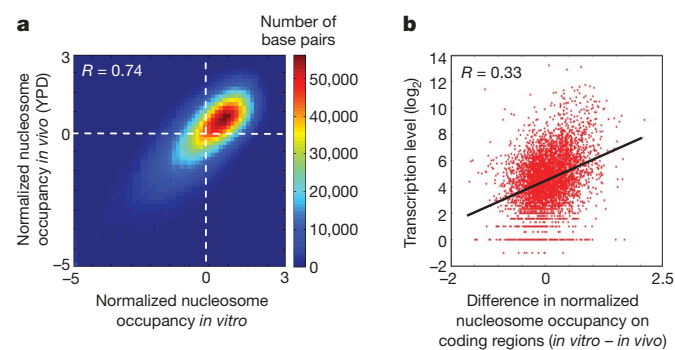 a
Number of
base pairs
R = 0.74
Normalized nucleosome
occupancy in vivo (YPD)
3
0
−5
−5
0
3
50,000
40,000
30,000
20,000
10,000
0
Normalized nucleosome
occupancy in vitro
b
R = 0.33
Transcription level (log2)
14
12
10
8
6
4
2
0
−2
−2
0
2.5
Difference in normalized
nucleosome occupancy on
coding regions (in vitro – in vivo)